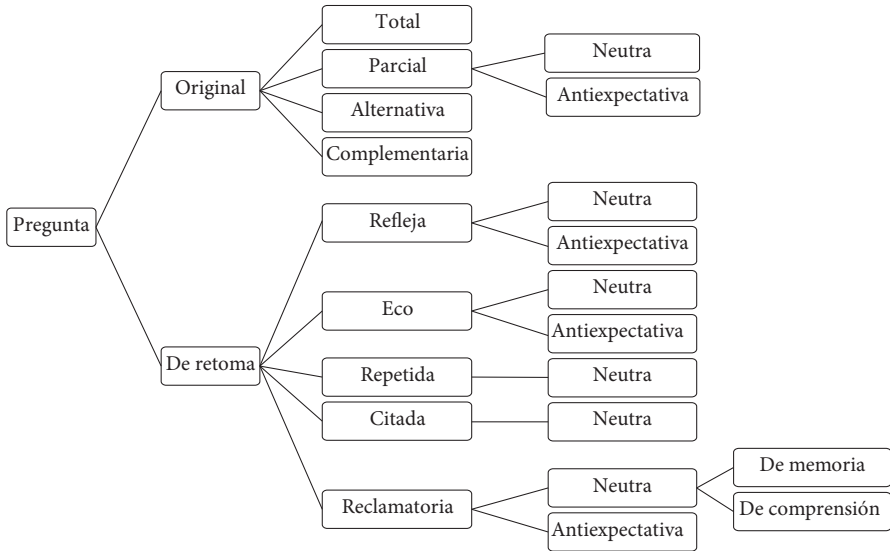 Total
Neutra
Parcial
Original
Antiexpectativa
Alternativa
Complementaria
Neutra
Pregunta
Refleja
Antiexpectativa
Neutra
Eco
Antiexpectativa
De retoma
Repetida
Neutra
Citada
Neutra
De memoria
Neutra
Reclamatoria
De comprensión
Antiexpectativa